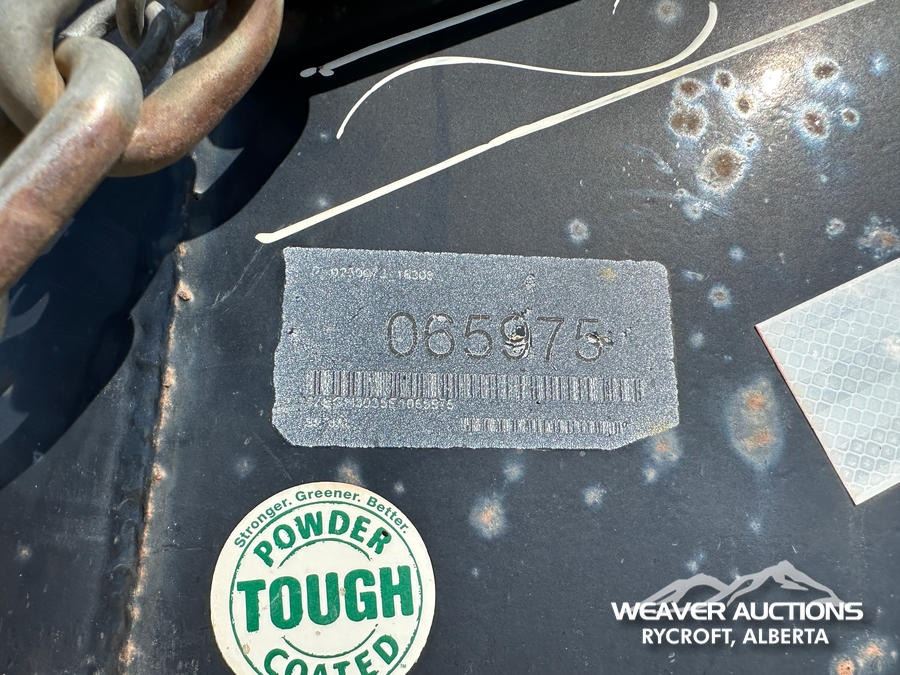 065975
Stronger. Greener. Better.
POWDER
TOUGH
COATED
WEAVER AUCTIONS
RYCROFT, ALBERTA